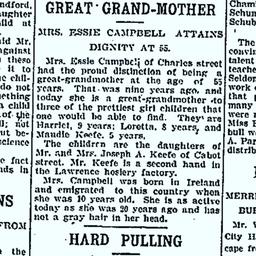 GREAT GRAND-MOTHER
MRS. ESSIE CAMPBELL ATTAINS
DIGNITY AT 55.
Mrs. Essie Campbell of Charles street
had the proud distinction of being a
great-grandmother at the age of 55
years. That was nine years ago, and
today she is a great-grandmother to
three of the prettiest girl children that
one would be able to find. They are
Harriet, 9 years; Loretta, 8 years, and
Maudie Keefe, 5 years.
The children are the daughters of
Mr. and Mrs. Joseph A. Keefe of Cabot
street. Mr. Keefe is a second hand in
the Lawrence hosiery factory.
Mrs. Campbell was born in Ireland
and emigrated to this country when
she was 10 years old. She is as active
today as she was 20 years ago and has
not a gray hair in her head.
HARD PULLING